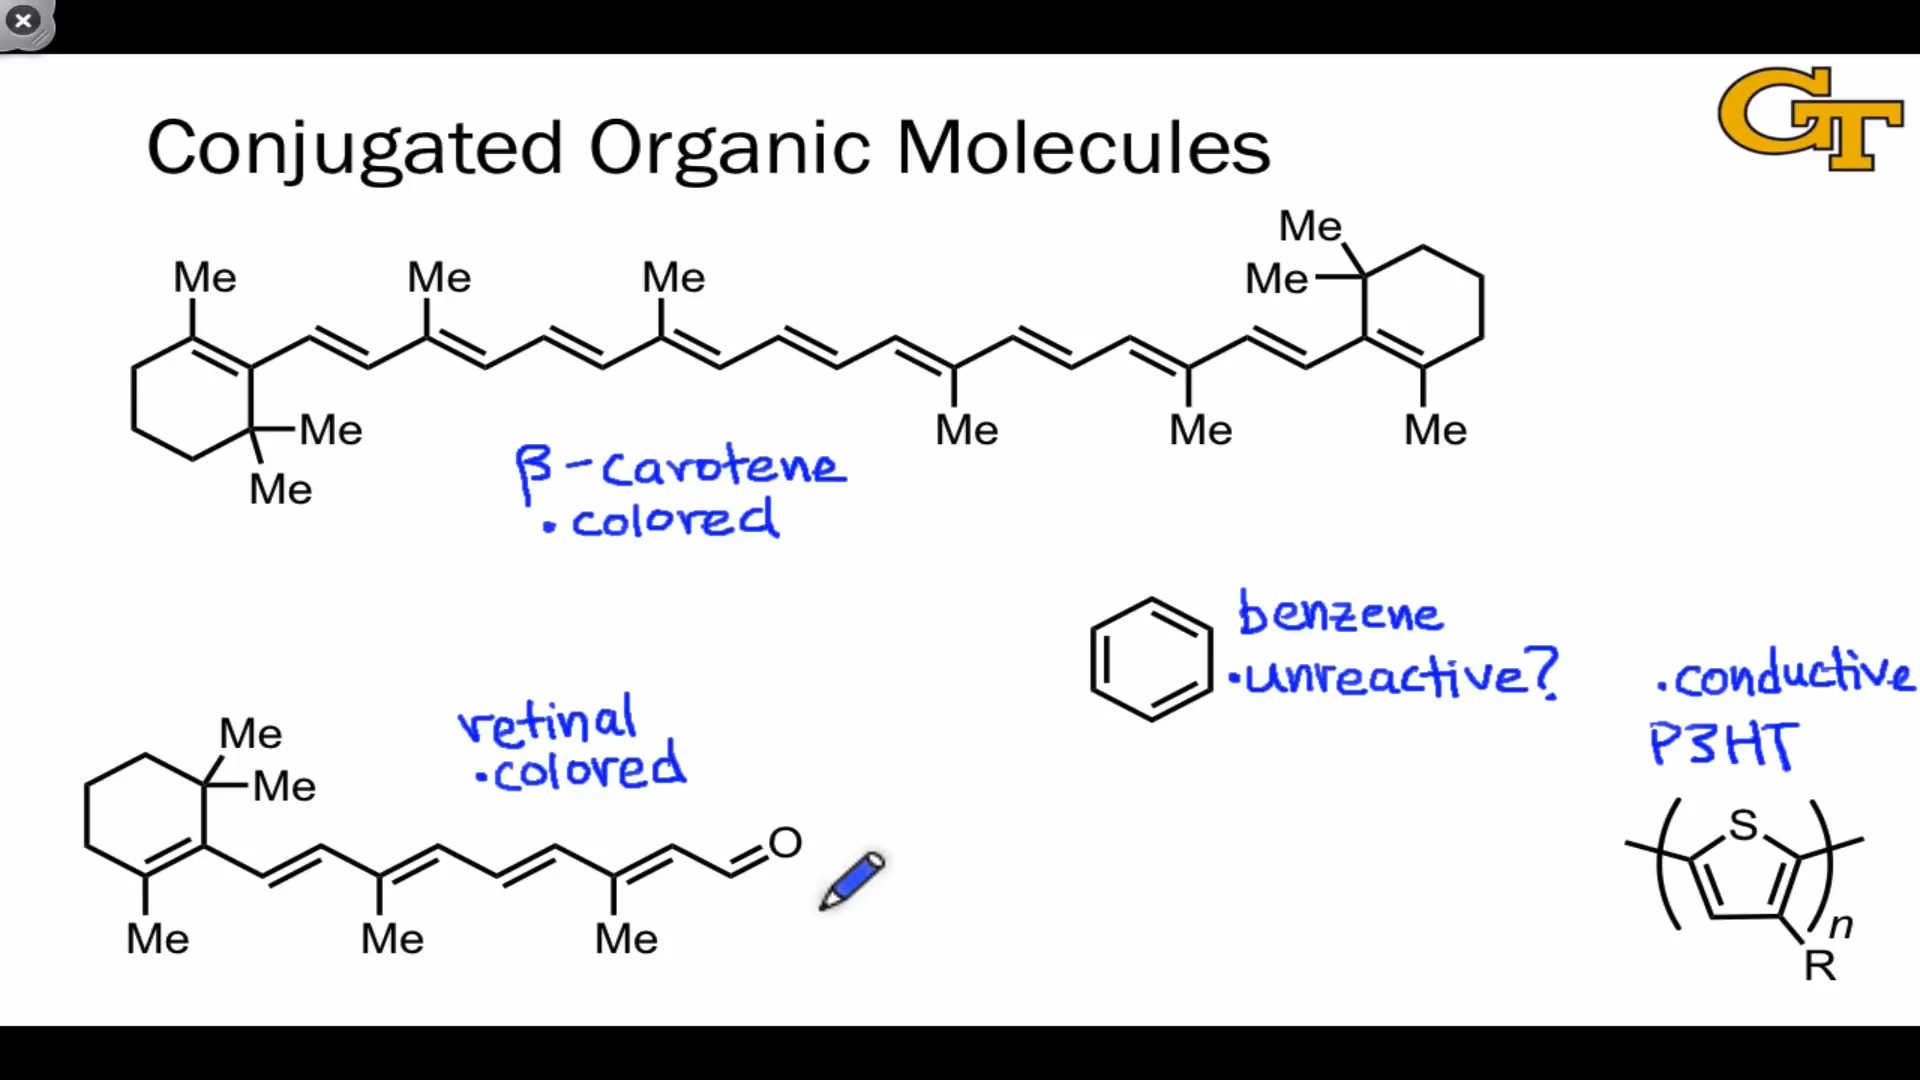 Conjugated Organic Molecules
GT
Me
Me
Me
Me
Me
Me
Me
Me
Me
Me
β-carotene
• colored
benzene
• unreactive?
• conductive
P3HT
retinal
• colored
Me
Me
O
Me
Me
Me
S
n
R